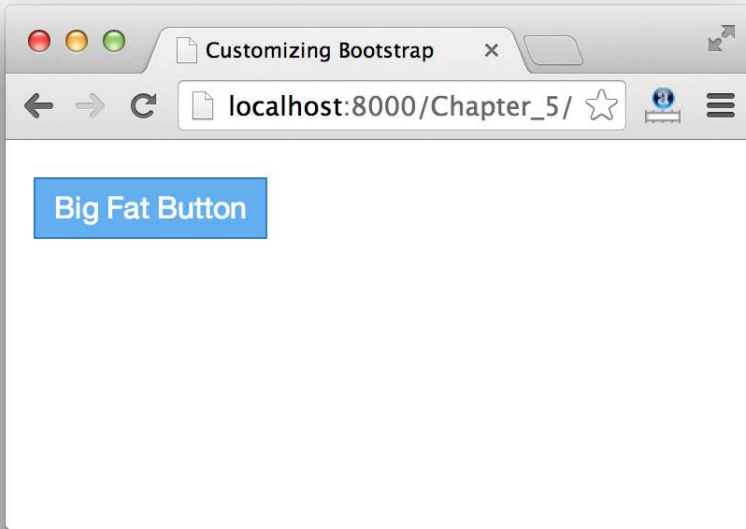 Customizing Bootstrap
localhost:8000/Chapter_5/
Big Fat Button